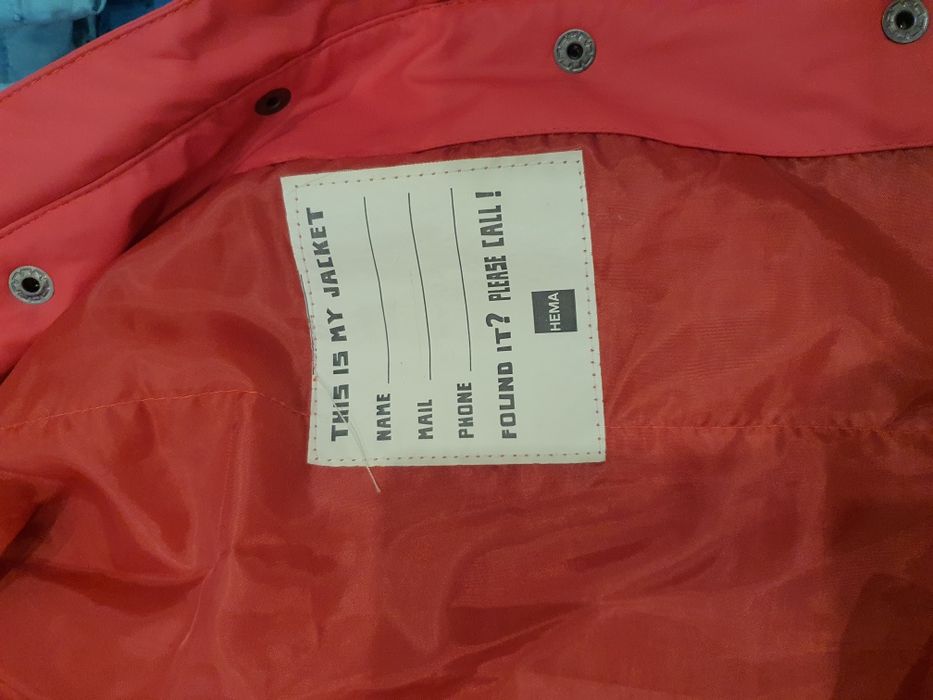 THIS IS MY JACKET
NAME
MAIL
PHONE
FOUND IT? PLEASE CALL!
HEMA